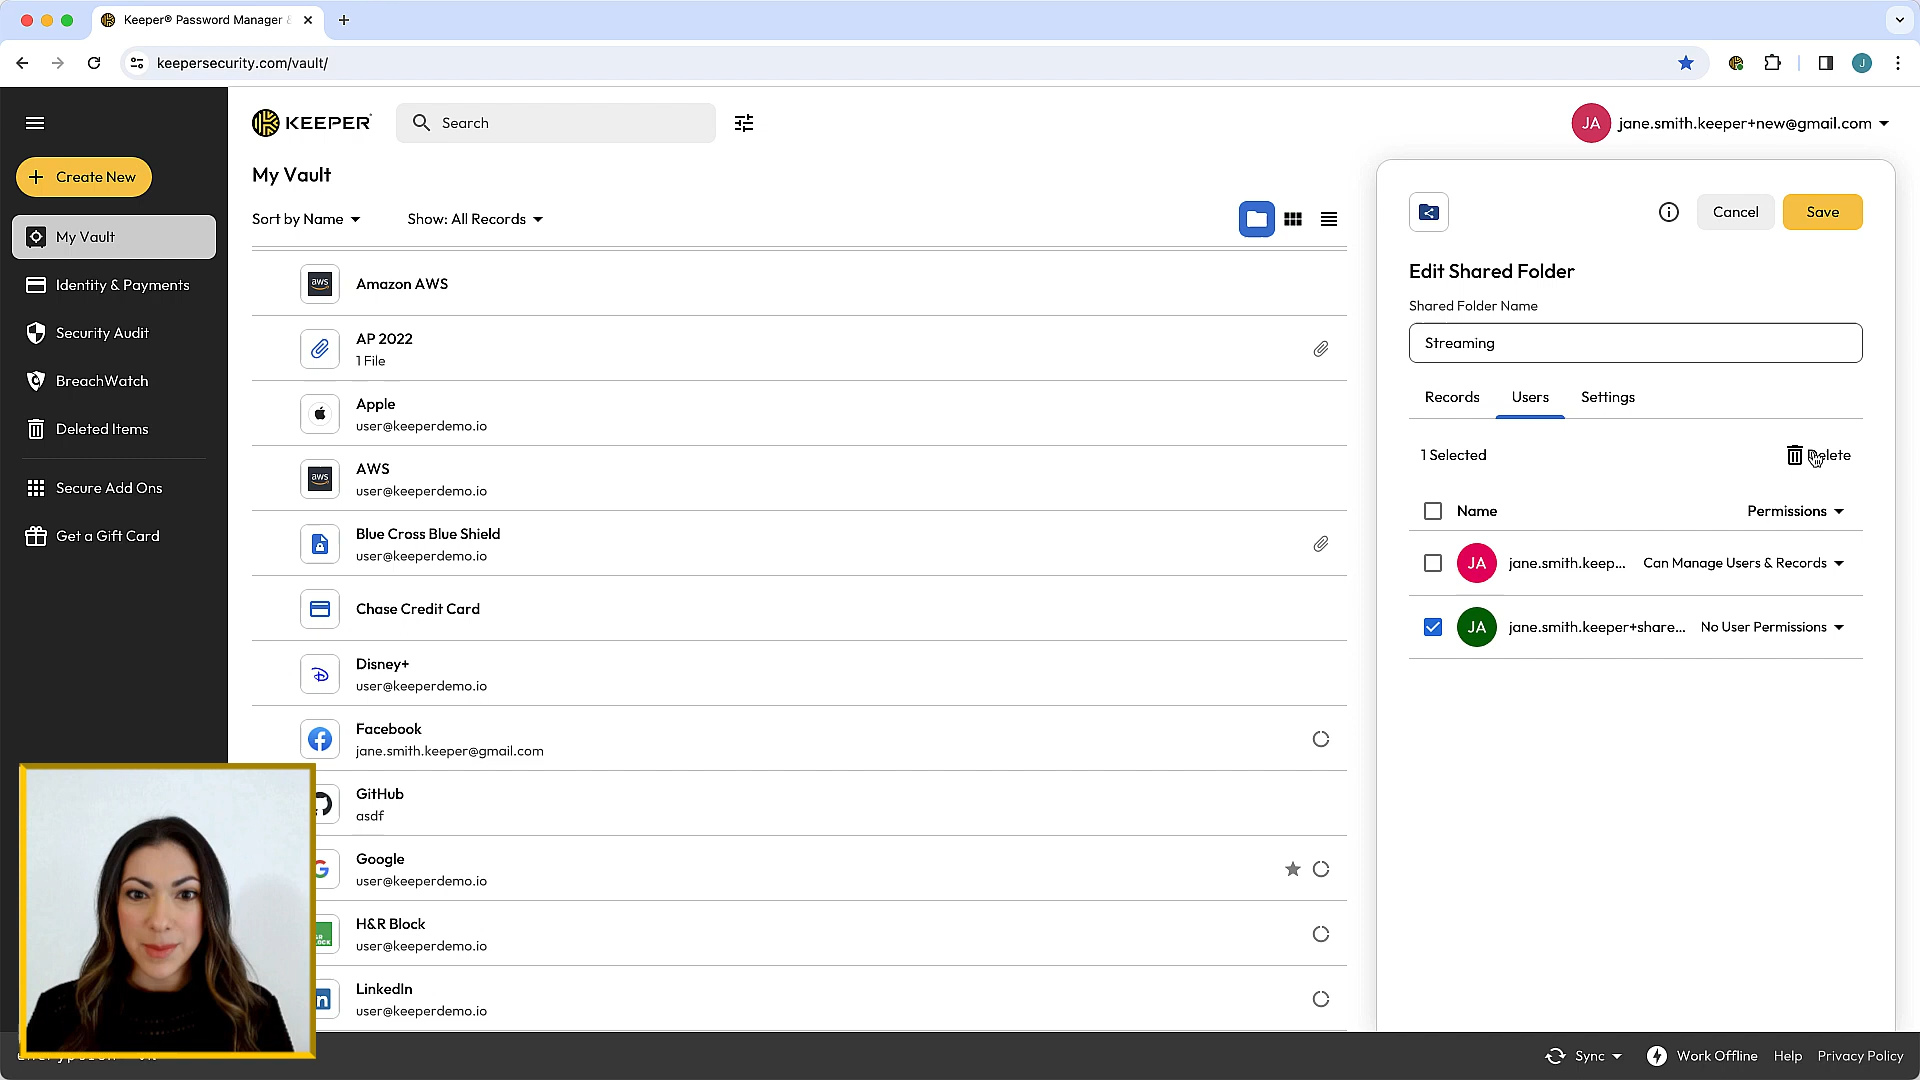 Keeper® Password Manager &
keepersecurity.com/vault/
J
Create New
My Vault
Identity & Payments
Security Audit
BreachWatch
Deleted Items
Secure Add Ons
Get a Gift Card
KEEPER
Search
JA jane.smith.keeper+new@gmail.com
My Vault
Sort by Name
Show: All Records
aws
Amazon AWS
AP 2022
1 File
Apple
user@keeperdemo.io
aws
AWS
user@keeperdemo.io
Blue Cross Blue Shield
user@keeperdemo.io
Chase Credit Card
Disney+
user@keeperdemo.io
Facebook
jane.smith.keeper@gmail.com
GitHub
asdf
Google
user@keeperdemo.io
H&R Block
user@keeperdemo.io
LinkedIn
user@keeperdemo.io
Cancel
Save
Edit Shared Folder
Shared Folder Name
Streaming
Records
Users
Settings
1 Selected
Delete
Name
Permissions
JA jane.smith.keep... Can Manage Users & Records
JA jane.smith.keeper+share... No User Permissions
Sync
Work Offline
Help
Privacy Policy